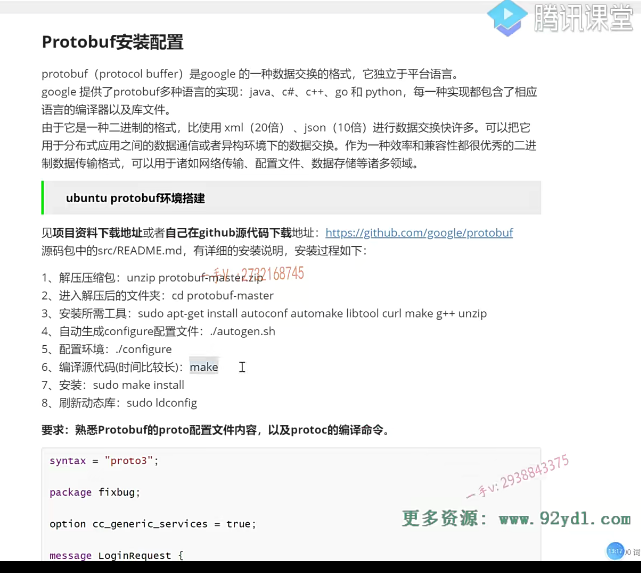 腾讯课堂
Protobuf安装配置
protobuf（protocol buffer）是google 的一种数据交换的格式，它独立于平台语言。
google 提供了protobuf多种语言的实现：java、c#、c++、go 和 python，每一种实现都包含了相应
语言的编译器以及库文件。
由于它是一种二进制的格式，比使用 xml（20倍） 、json（10倍）进行数据交换快许多。可以把它
用于分布式应用之间的数据通信或者异构环境下的数据交换。作为一种效率和兼容性都很优秀的二进
制数据传输格式，可以用于诸如网络传输、配置文件、数据存储等诸多领域。
ubuntu protobuf环境搭建
见项目资料下载地址或者自己在github源代码下载地址：https://github.com/google/protobuf
源码包中的src/README.md，有详细的安装说明，安装过程如下：
1、解压压缩包：unzip protobuf-master.zip
一手V：2732168745
2、进入解压后的文件夹：cd protobuf-master
3、安装所需工具：sudo apt-get install autoconf automake libtool curl make g++ unzip
4、自动生成configure配置文件：./autogen.sh
5、配置环境：./configure
6、编译源代码(时间比较长)：make
7、安装：sudo make install
8、刷新动态库：sudo ldconfig
要求：熟悉Protobuf的proto配置文件内容，以及protoc的编译命令。
syntax = "proto3";
package fixbug;
一手v: 2938843375
更多资源: www.92ydl.com
option cc_generic_services = true;
message LoginRequest {